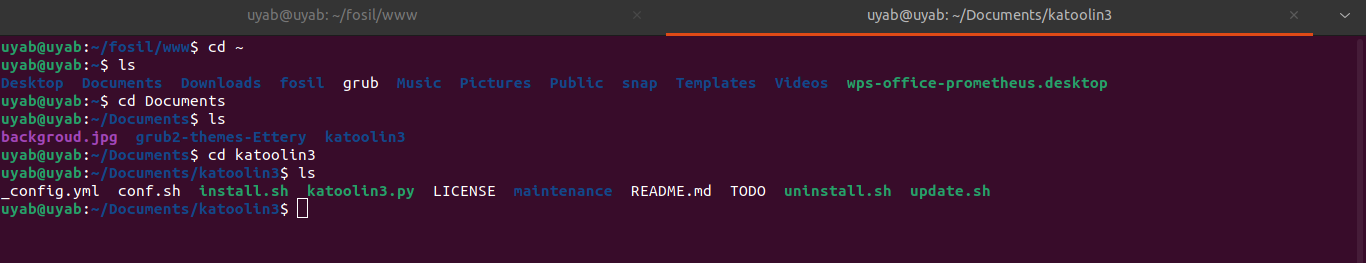 uyab@uyab: ~/fosil/www
uyab@uyab: ~/Documents/katoolin3
uyab@uyab:~/fosil/www$ cd ~
uyab@uyab:~$ ls
Desktop Documents Downloads fosil grub Music Pictures Public snap Templates Videos wps-office-prometheus.desktop
uyab@uyab:~$ cd Documents
uyab@uyab:~/Documents$ ls
backgroud.jpg grub2-themes-Ettery katoolin3
uyab@uyab:~/Documents$ cd katoolin3
uyab@uyab:~/Documents/katoolin3$ ls
_config.yml conf.sh install.sh katoolin3.py LICENSE maintenance README.md TODO uninstall.sh update.sh
uyab@uyab:~/Documents/katoolin3$